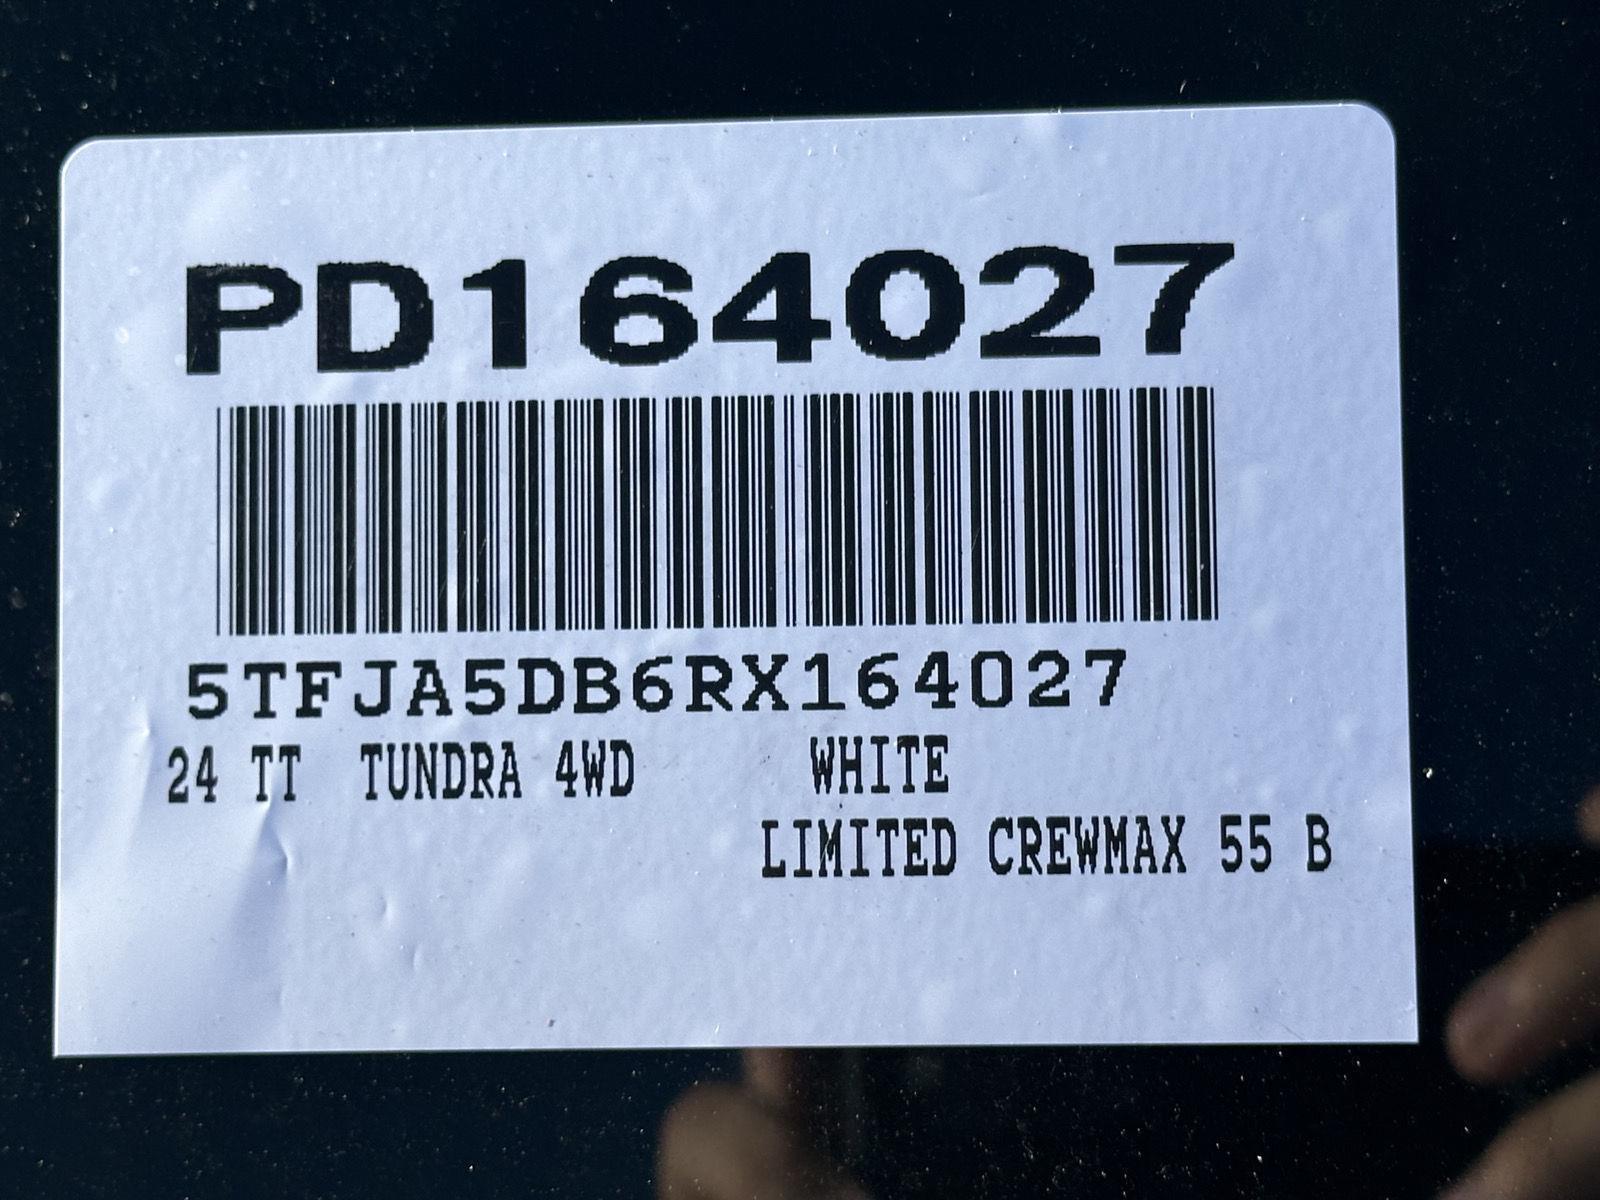 PD164027
5TFJA5DB6RX164027
24 TT TUNDRA 4WD WHITE
LIMITED CREWMAX 55 B